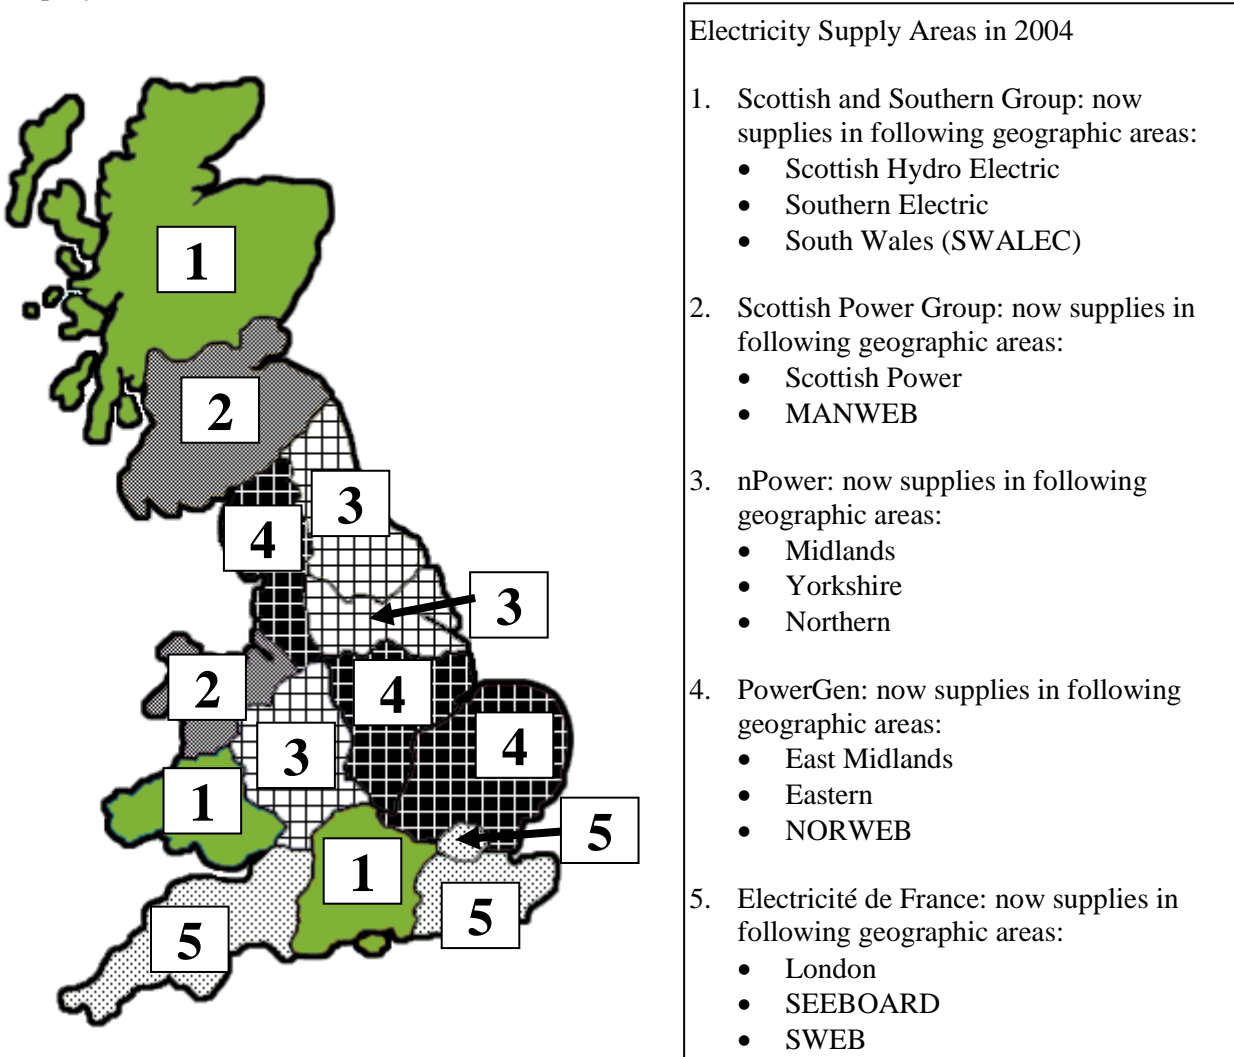 Electricity Supply Areas in 2004
1. Scottish and Southern Group: now
supplies in following geographic areas:
• Scottish Hydro Electric
• Southern Electric
• South Wales (SWALEC)
2. Scottish Power Group: now supplies in
following geographic areas:
• Scottish Power
• MANWEB
3. nPower: now supplies in following
geographic areas:
• Midlands
• Yorkshire
• Northern
4. PowerGen: now supplies in following
geographic areas:
• East Midlands
• Eastern
• NORWEB
5. Electricité de France: now supplies in
following geographic areas:
• London
• SEEBOARD
• SWEB
1
2
3
4
3
2
4
4
3
1
5
1
5
5